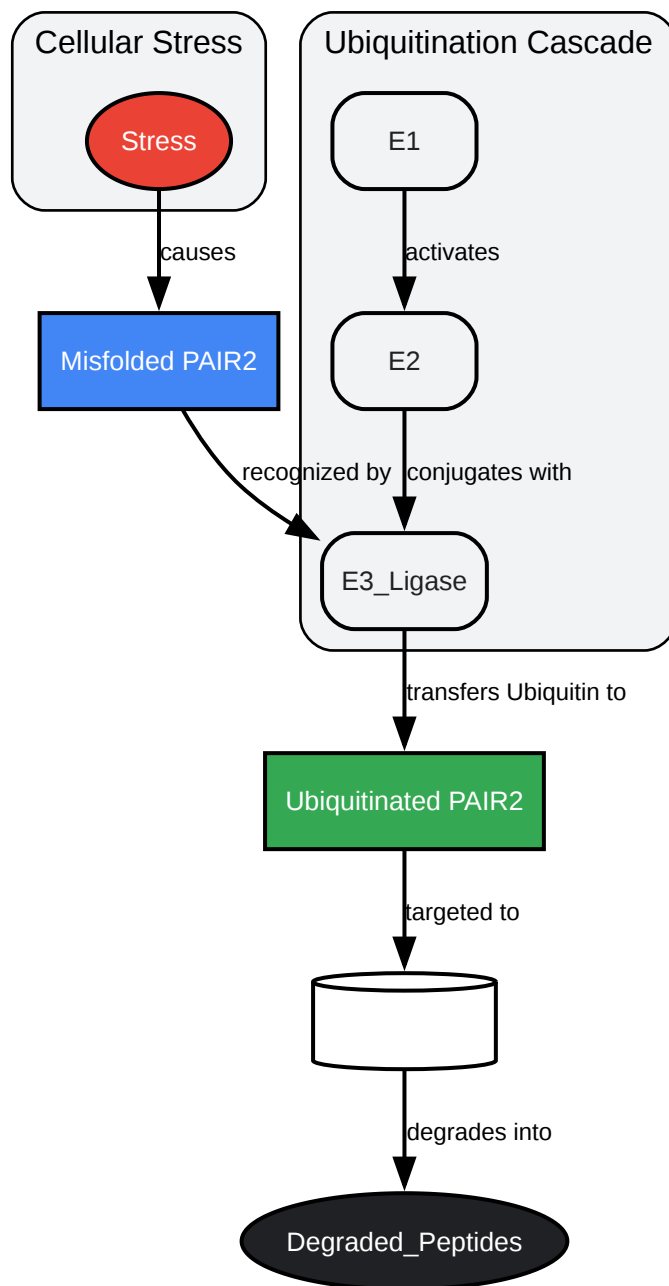 Cellular Stress
Ubiquitination Cascade
Stress
E1
causes
activates
Misfolded PAIR2
E2
recognized by
conjugates with
E3_Ligase
transfers Ubiquitin to
Ubiquitinated PAIR2
targeted to
degrades into
Degraded_Peptides